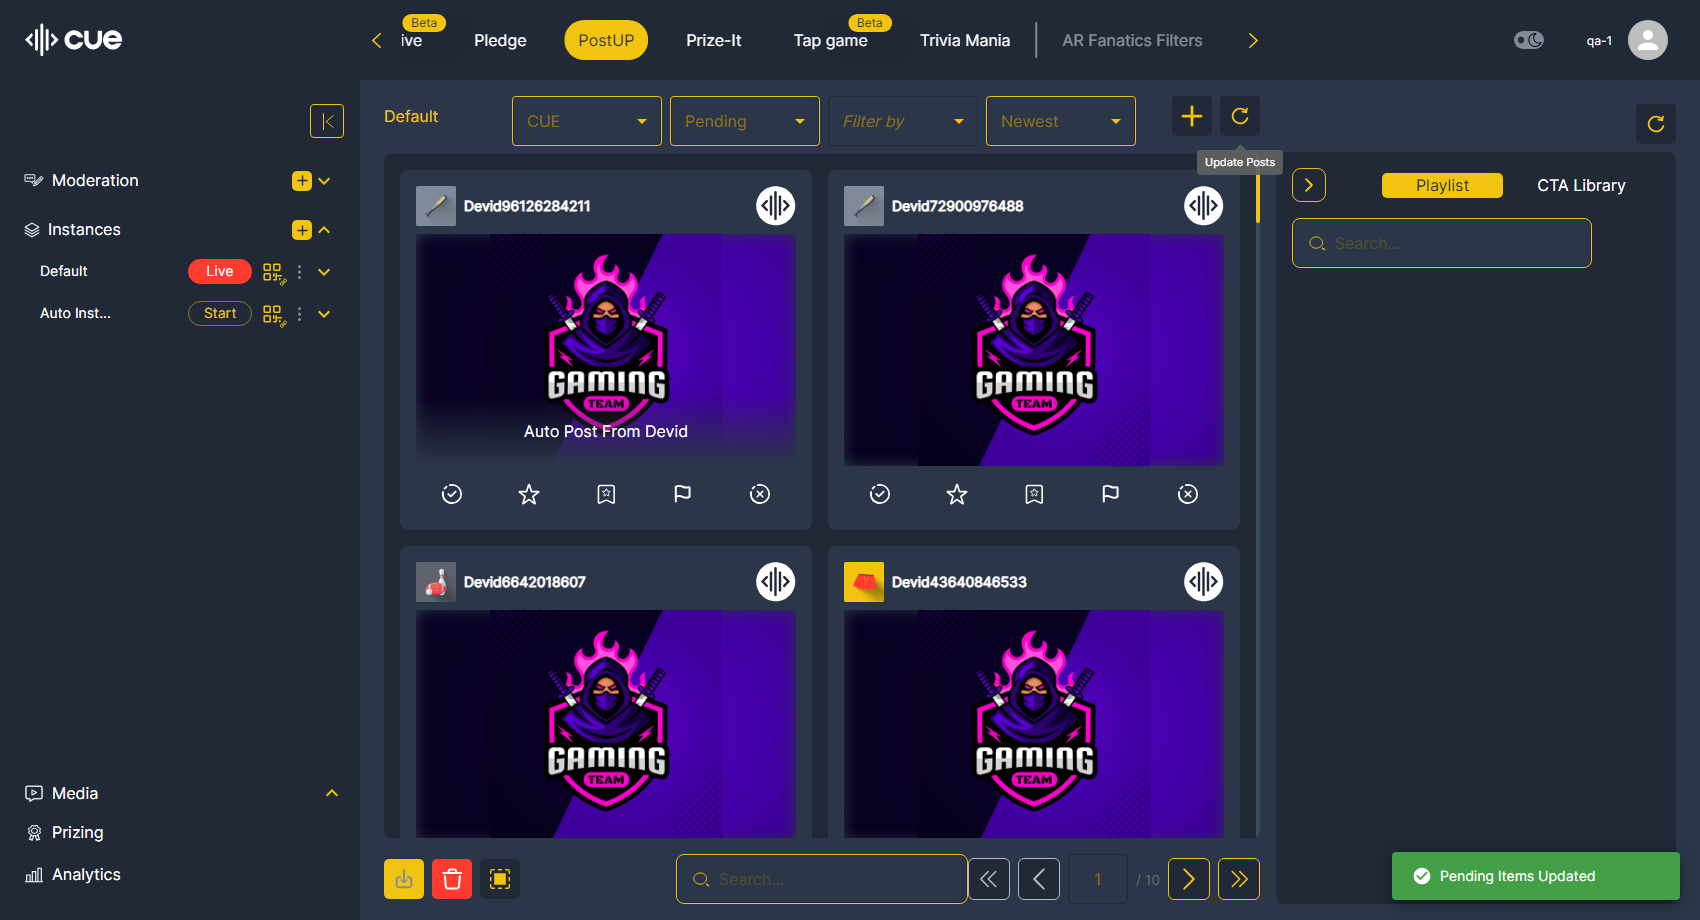 cue
Beta
ive
Pledge
PostUP
Prize-It
Beta
Tap game
Trivia Mania
AR Fanatics Filters
qa-1
Default
CUE
Pending
Filter by
Newest
Update Posts
Moderation
Instances
Default
Live
Auto Inst...
Start
Devid96126284211
GAMING
TEAM
Auto Post From Devid
Devid72900976488
GAMING
TEAM
Devid6642018607
GAMING
TEAM
Devid43640846533
GAMING
TEAM
Playlist
CTA Library
Search...
Media
Prizing
Analytics
Search...
1
/ 10
Pending Items Updated